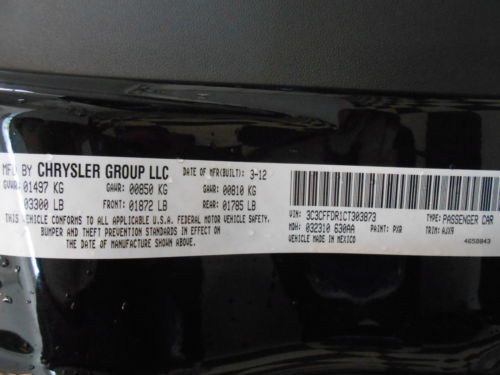 MFD BY CHRYSLER GROUP LLC DATE OF MFR(BUILT): 3-12
GVWR: 01497 KG GAWR: 00850 KG GAWR: 00810 KG
03300 LB FRONT: 01872 LB REAR: 01785 LB
THIS VEHICLE CONFORMS TO ALL APPLICABLE U.S.A. FEDERAL MOTOR VEHICLE SAFETY,
BUMPER AND THEFT PREVENTION STANDARDS IN EFFECT ON
THE DATE OF MANUFACTURE SHOWN ABOVE.
VIN: 3C3CFFDR1CT303873 TYPE: PASSENGER CAR
MDH: 032310 630AA PAINT: PXR TRIM: AJX9
VEHICLE MADE IN MEXICO 4658843